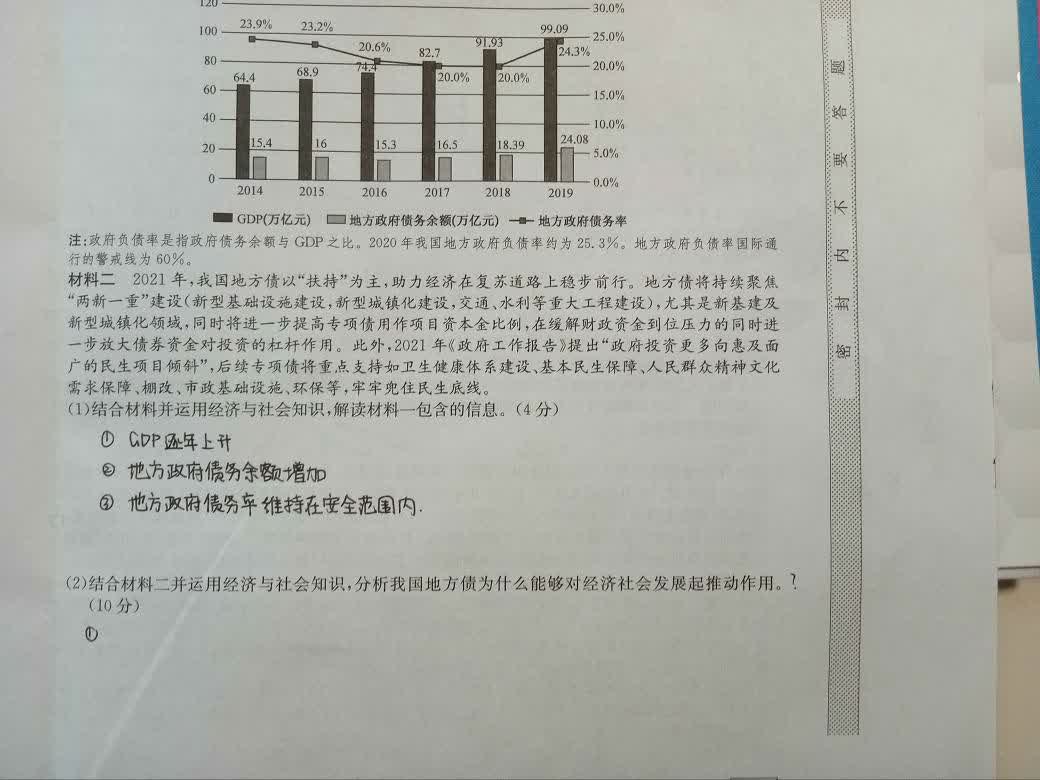 120
30.0%
100
23.9%
23.2%
99.09
25.0%
20.6%
91.93
24.3%
80
74.4
82.7
20.0%
64.4
68.9
20.0%
20.0%
60
15.0%
40
10.0%
15.4
16
15.3
16.5
18.39
24.08
20
5.0%
0
0.0%
2014 2015 2016 2017 2018 2019
GDP(万亿元) 地方政府债务余额(万亿元) 地方政府债务率
注:政府负债率是指政府债务余额与GDP之比。2020年我国地方政府负债率约为25.3%。地方政府负债率国际通
行的警戒线为60%。
材料二 2021年,我国地方债以“扶持”为主,助力经济在复苏道路上稳步前行。地方债将持续聚焦
“两新一重”建设(新型基础设施建设,新型城镇化建设,交通、水利等重大工程建设),尤其是新基建及
新型城镇化领域,同时将进一步提高专项债用作项目资本金比例,在缓解财政资金到位压力的同时进
一步放大债券资金对投资的杠杆作用。此外,2021年《政府工作报告》提出“政府投资更多向惠及面
广的民生项目倾斜”,后续专项债将重点支持如卫生健康体系建设、基本民生保障、人民群众精神文化
需求保障、棚改、市政基础设施、环保等,牢牢兜住民生底线。
(1)结合材料并运用经济与社会知识,解读材料一包含的信息。(4分)
① GDP逐年上升
② 地方政府债务余额增加
③ 地方政府债务率维持在安全范围内.
(2)结合材料二并运用经济与社会知识,分析我国地方债为什么能够对经济社会发展起推动作用。?
(10分)
①
题
答
要
不
内
封
密